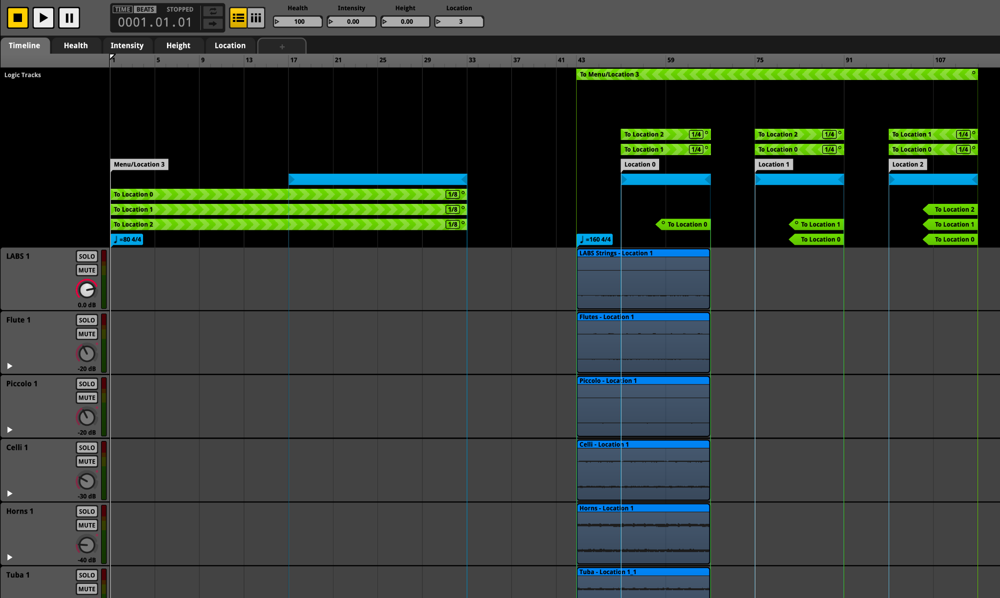 TIME BEATS STOPPED
0001.01.01
Health Intensity Height Location
100 0.00 0.00 3
Timeline Health Intensity Height Location +
1 5 9 13 17 21 25 29 33 37 41 43 59 75 91 107
Logic Tracks
To Menu/Location 3
To Location 2 1/4 To Location 2 1/4 To Location 1 1/4
To Location 1 1/4 To Location 0 1/4 To Location 0 1/4
Menu/Location 3 Location 0 Location 1 Location 2
To Location 0 1/8
To Location 1 1/8 To Location 2
To Location 2 1/8 To Location 0 To Location 1 To Location 1
♩=80 4/4 ♩=160 4/4 To Location 0 To Location 0
LABS 1 SOLO LABS Strings - Location 1
MUTE
0.0 dB
Flute 1 SOLO Flutes - Location 1
MUTE
-20 dB
Piccolo 1 SOLO Piccolo - Location 1
MUTE
-20 dB
Celli 1 SOLO Celli - Location 1
MUTE
-30 dB
Horns 1 SOLO Horns - Location 1
MUTE
-40 dB
Tuba 1 SOLO Tuba - Location 1_1
MUTE